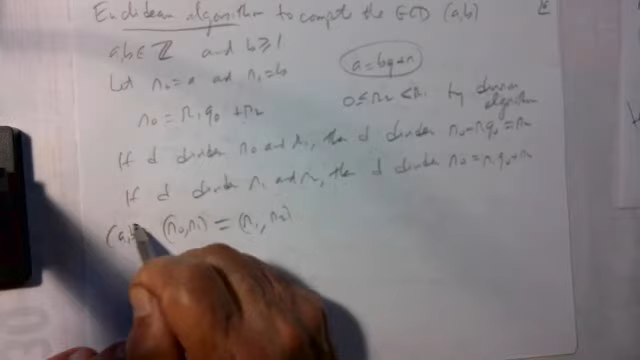 Euclidean algorithm to compute the GCD (a,b)
a,b ∈ ℤ and b ≥ 1
a = bq + r
Let r₀ = a and r₁ = b
r₀ = r₁q₀ + r₂ 0 ≤ r₂ < r₁ by division algorithm
If d divides r₀ and r₁, then d divides r₀ - r₁q₀ = r₂
If d divides r₁ and r₂, then d divides r₀ = r₁q₀ + r₂
(a,b (r₀,r₁) = (r₁, r₂)